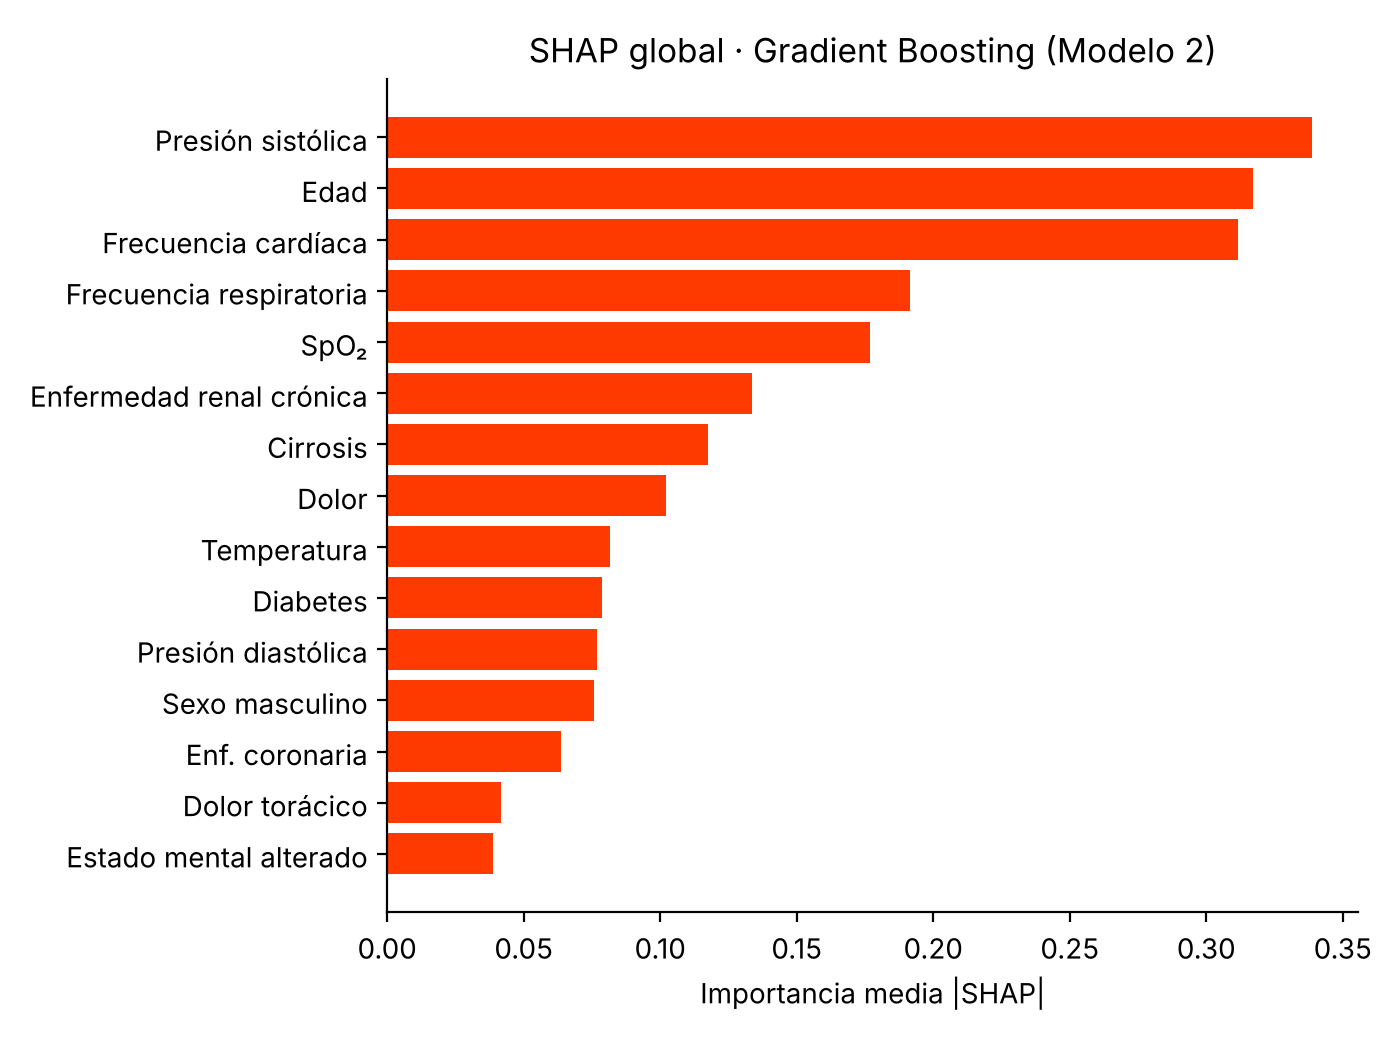 SHAP global · Gradient Boosting (Modelo 2)
Presión sistólica
Edad
Frecuencia cardíaca
Frecuencia respiratoria
SpO₂
Enfermedad renal crónica
Cirrosis
Dolor
Temperatura
Diabetes
Presión diastólica
Sexo masculino
Enf. coronaria
Dolor torácico
Estado mental alterado
0.00 0.05 0.10 0.15 0.20 0.25 0.30 0.35
Importancia media |SHAP|